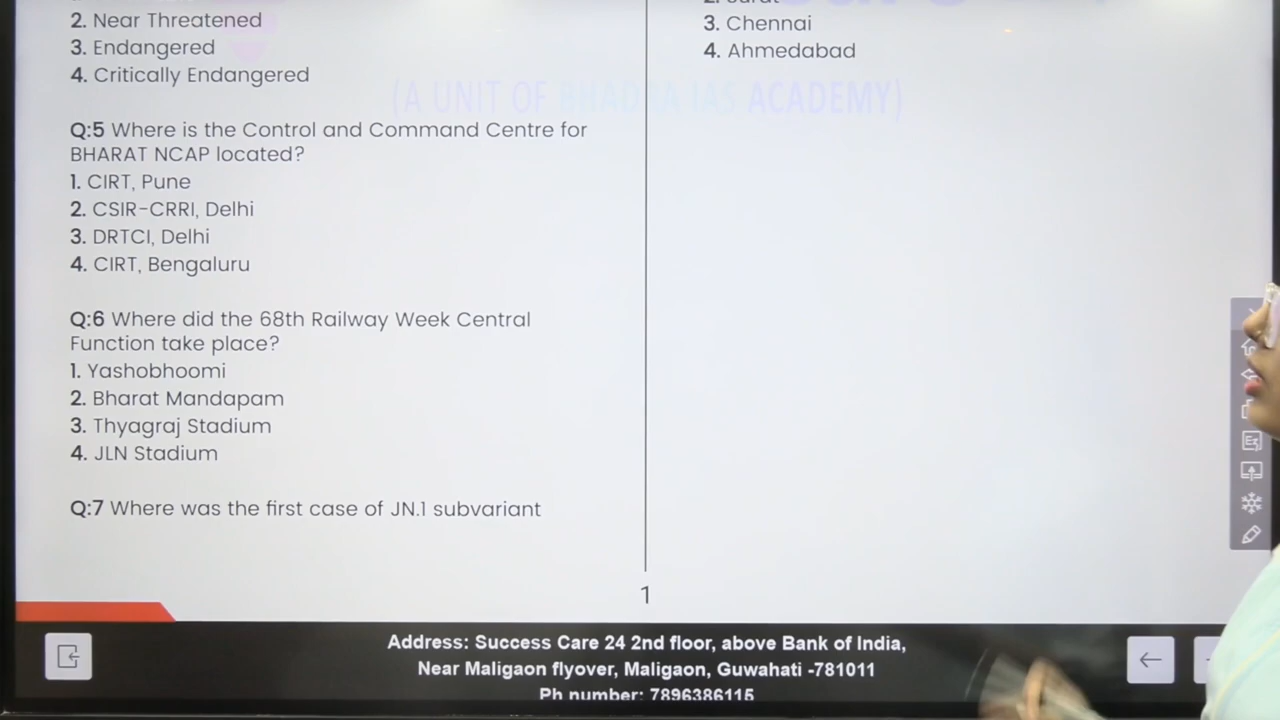 2. Near Threatened
3. Endangered
4. Critically Endangered
Q:5 Where is the Control and Command Centre for
BHARAT NCAP located?
1. CIRT, Pune
2. CSIR-CRRI, Delhi
3. DRTCI, Delhi
4. CIRT, Bengaluru
Q:6 Where did the 68th Railway Week Central
Function take place?
1. Yashobhoomi
2. Bharat Mandapam
3. Thyagraj Stadium
4. JLN Stadium
Q:7 Where was the first case of JN.1 subvariant
2. Surat
3. Chennai
4. Ahmedabad
(A UNIT OF BHADRA IAS ACADEMY)
1
Address: Success Care 24 2nd floor, above Bank of India,
Near Maligaon flyover, Maligaon, Guwahati -781011
Ph number: 7896386115